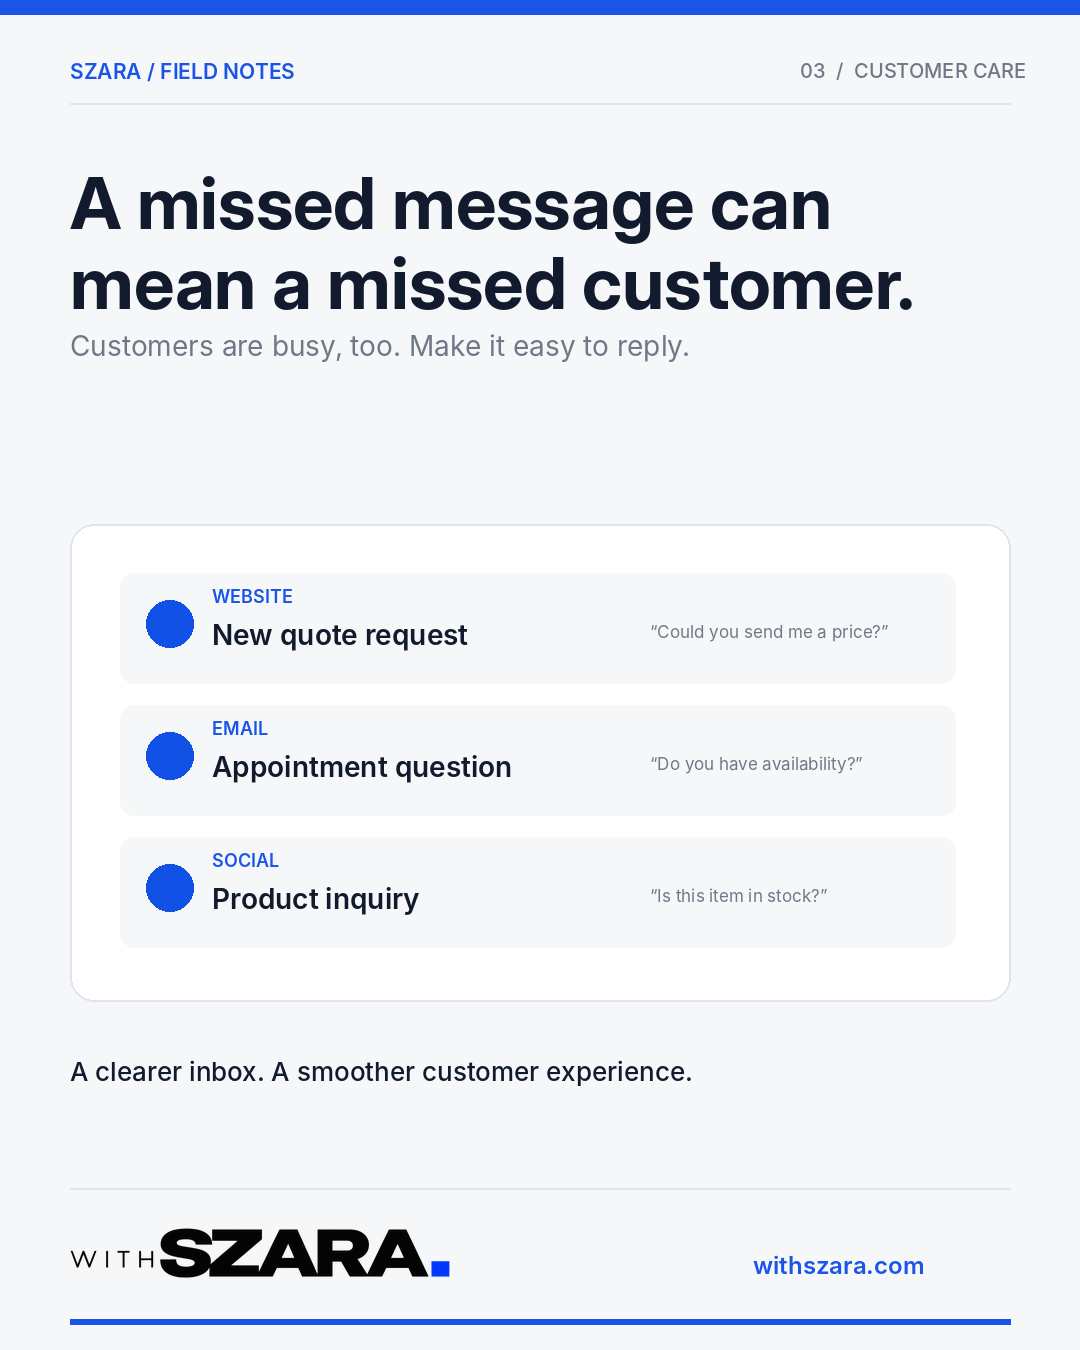 SZARA / FIELD NOTES
03 / CUSTOMER CARE
A missed message can
mean a missed customer.
Customers are busy, too. Make it easy to reply.
WEBSITE
New quote request
“Could you send me a price?”
EMAIL
Appointment question
“Do you have availability?”
SOCIAL
Product inquiry
“Is this item in stock?”
A clearer inbox. A smoother customer experience.
WITH SZARA.
withszara.com